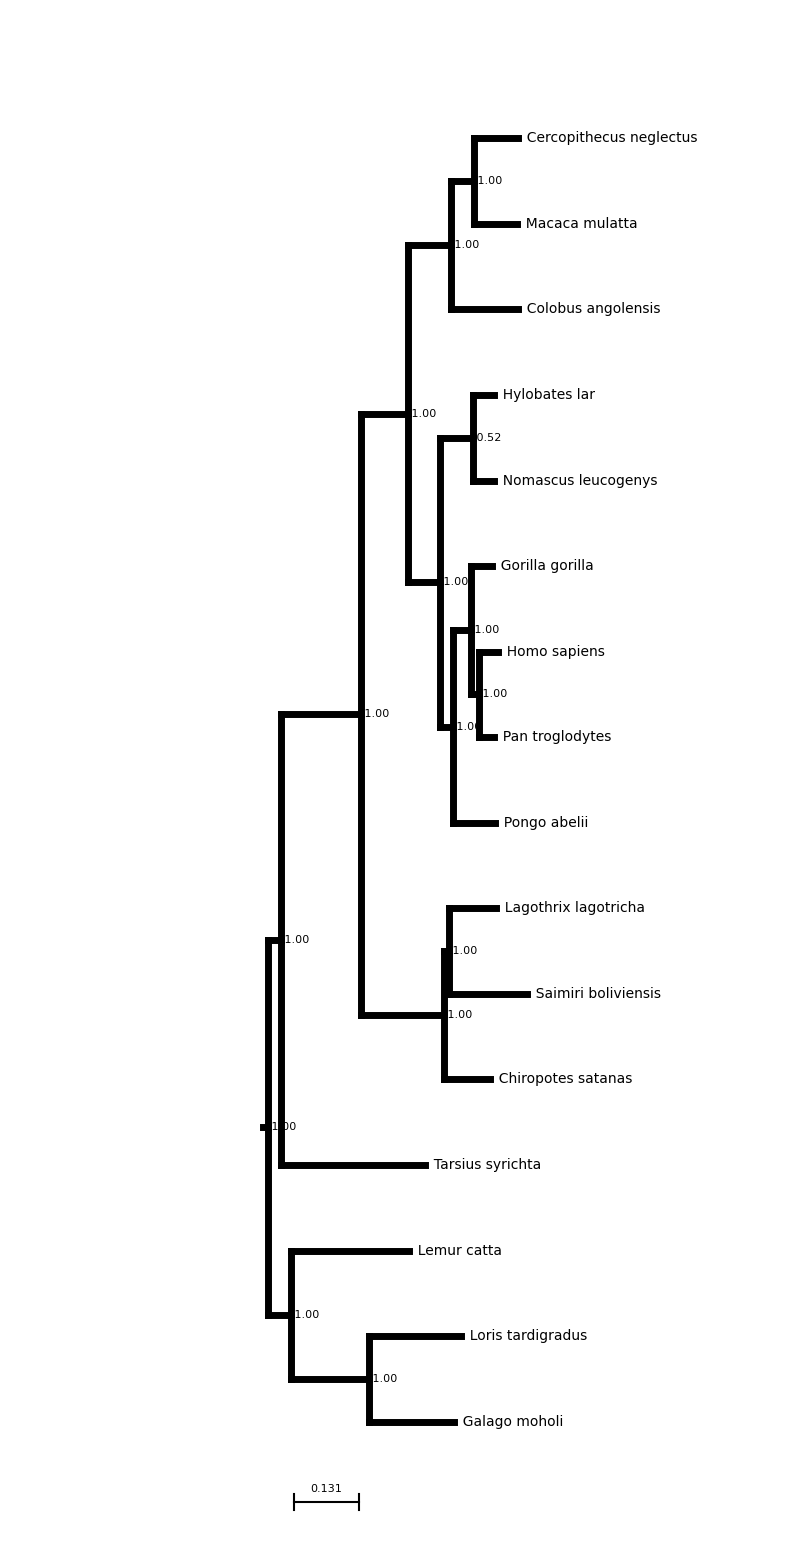 Cercopithecus neglectus
1.00
Macaca mulatta
1.00
Colobus angolensis
Hylobates lar
1.00
0.52
Nomascus leucogenys
Gorilla gorilla
1.00
1.00
Homo sapiens
1.00
1.00
1.00
Pan troglodytes
Pongo abelii
Lagothrix lagotricha
1.00
1.00
Saimiri boliviensis
1.00
Chiropotes satanas
1.00
Tarsius syrichta
Lemur catta
1.00
Loris tardigradus
1.00
Galago moholi
0.131